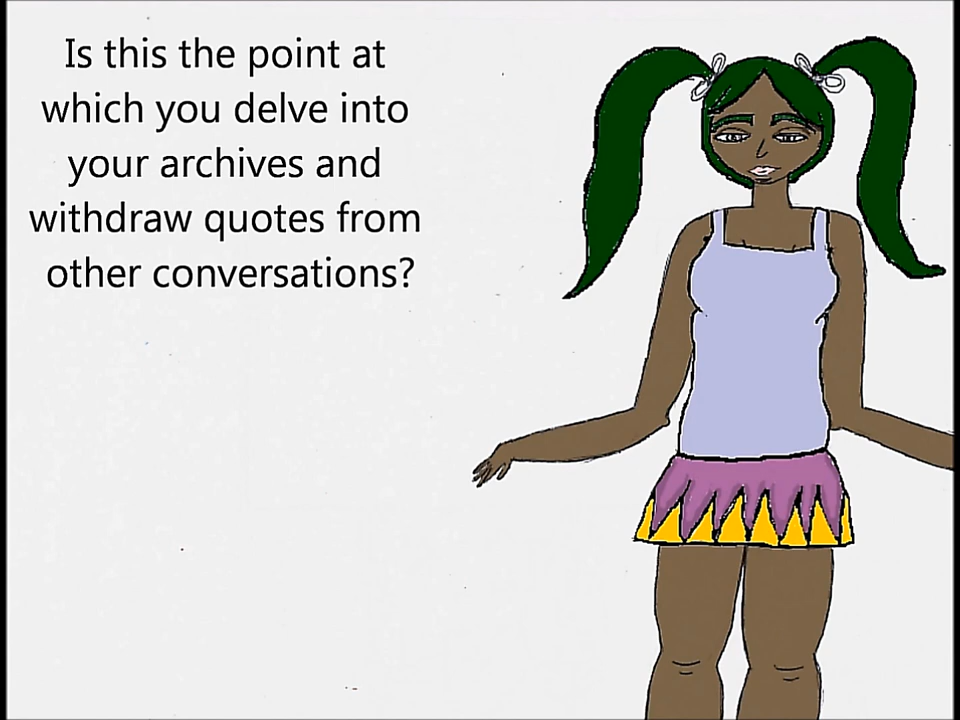 Is this the point at
which you delve into
your archives and
withdraw quotes from
other conversations?